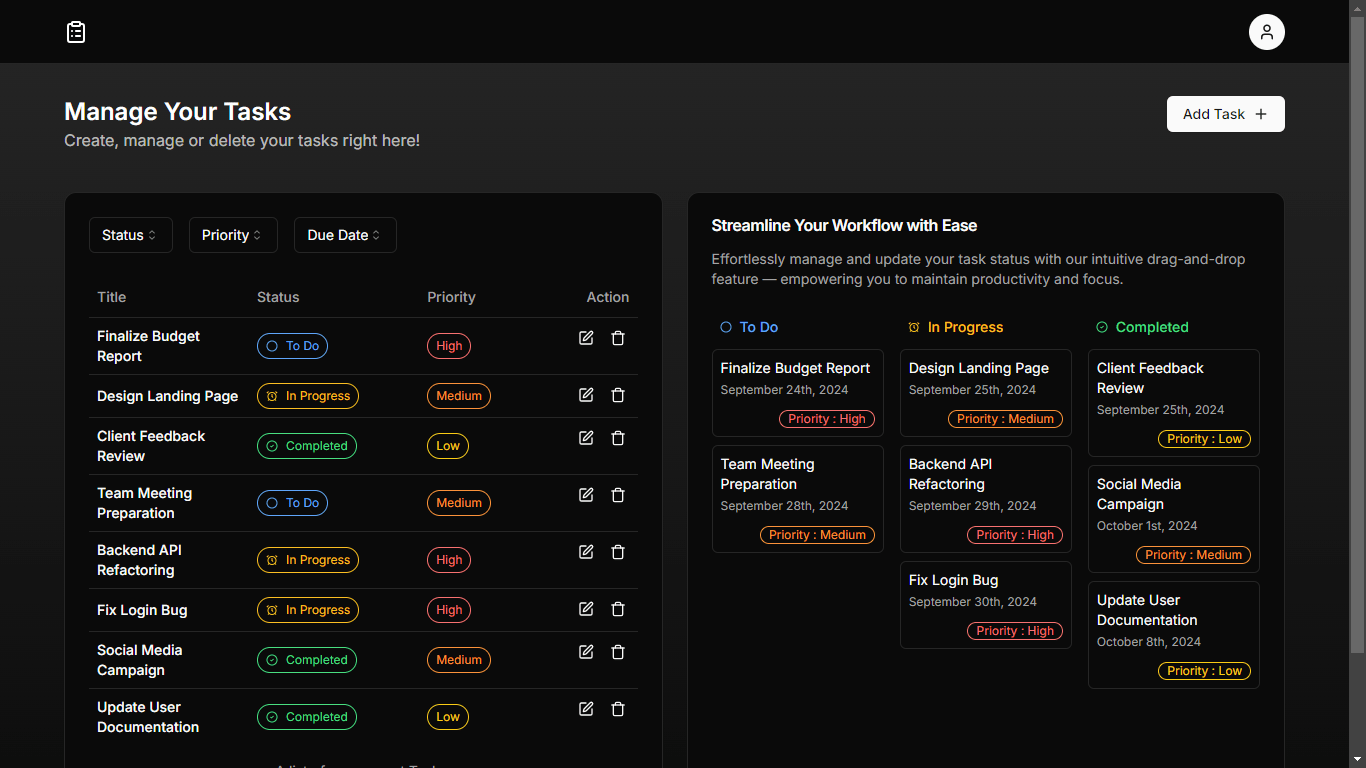 Manage Your Tasks
Create, manage or delete your tasks right here!
Add Task
Status
Priority
Due Date
Title Status Priority Action
Finalize Budget
Report
To Do
High
Design Landing Page
In Progress
Medium
Client Feedback
Review
Completed
Low
Team Meeting
Preparation
To Do
Medium
Backend API
Refactoring
In Progress
High
Fix Login Bug
In Progress
High
Social Media
Campaign
Completed
Medium
Update User
Documentation
Completed
Low
Streamline Your Workflow with Ease
Effortlessly manage and update your task status with our intuitive drag-and-drop
feature — empowering you to maintain productivity and focus.
To Do
Finalize Budget Report
September 24th, 2024
Priority : High
Team Meeting
Preparation
September 28th, 2024
Priority : Medium
In Progress
Design Landing Page
September 25th, 2024
Priority : Medium
Backend API
Refactoring
September 29th, 2024
Priority : High
Fix Login Bug
September 30th, 2024
Priority : High
Completed
Client Feedback
Review
September 25th, 2024
Priority : Low
Social Media
Campaign
October 1st, 2024
Priority : Medium
Update User
Documentation
October 8th, 2024
Priority : Low